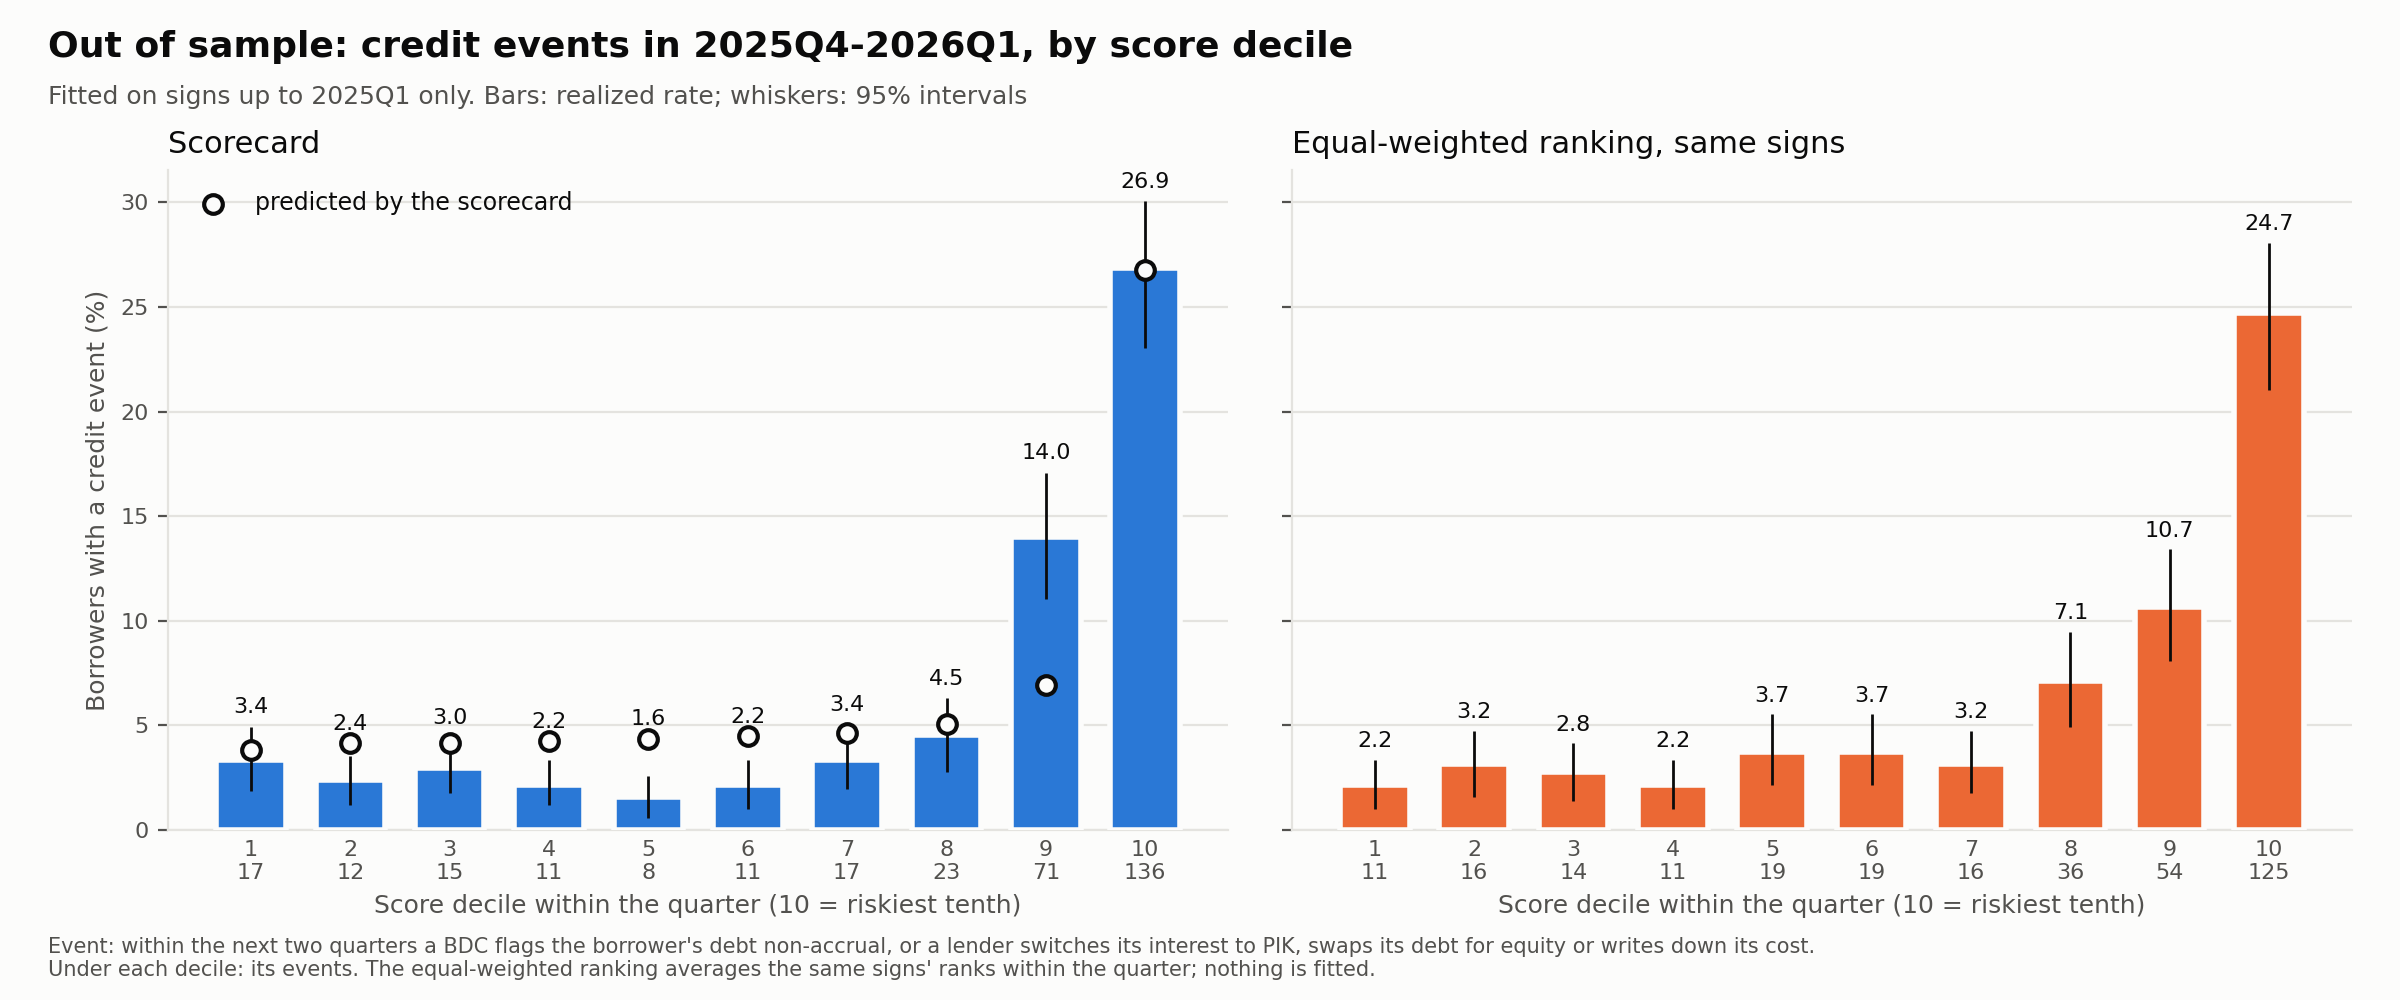 Out of sample: credit events in 2025Q4-2026Q1, by score decile
Fitted on signs up to 2025Q1 only. Bars: realized rate; whiskers: 95% intervals
Scorecard
predicted by the scorecard
Borrowers with a credit event (%)
30
25
20
15
10
5
0
3.4
2.4
3.0
2.2
1.6
2.2
3.4
4.5
14.0
26.9
1 2 3 4 5 6 7 8 9 10
17 12 15 11 8 11 17 23 71 136
Score decile within the quarter (10 = riskiest tenth)
Equal-weighted ranking, same signs
2.2
3.2
2.8
2.2
3.7
3.7
3.2
7.1
10.7
24.7
1 2 3 4 5 6 7 8 9 10
11 16 14 11 19 19 16 36 54 125
Score decile within the quarter (10 = riskiest tenth)
Event: within the next two quarters a BDC flags the borrower's debt non-accrual, or a lender switches its interest to PIK, swaps its debt for equity or writes down its cost.
Under each decile: its events. The equal-weighted ranking averages the same signs' ranks within the quarter; nothing is fitted.